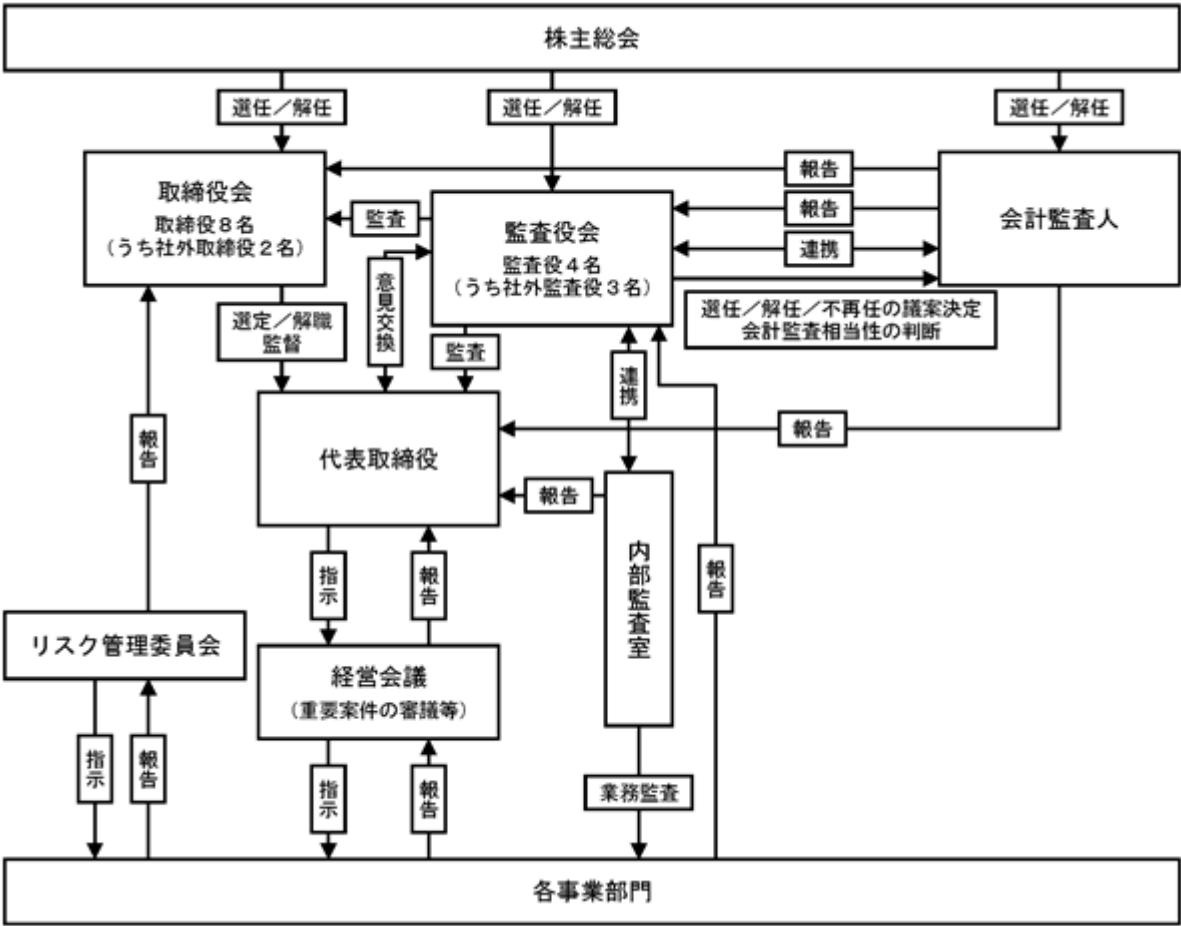 株主総会
選任／解任
選任／解任
選任／解任
取締役会
取締役８名
（うち社外取締役２名）
監査
監査役会
監査役４名
（うち社外監査役３名）
報告
報告
連携
会計監査人
選任／解任／不再任の議案決定
会計監査相当性の判断
選定／解職
監督
意見交換
監査
連携
報告
報告
代表取締役
報告
内部監査室
報告
指示
報告
リスク管理委員会
経営会議
（重要案件の審議等）
指示
報告
指示
報告
業務監査
各事業部門